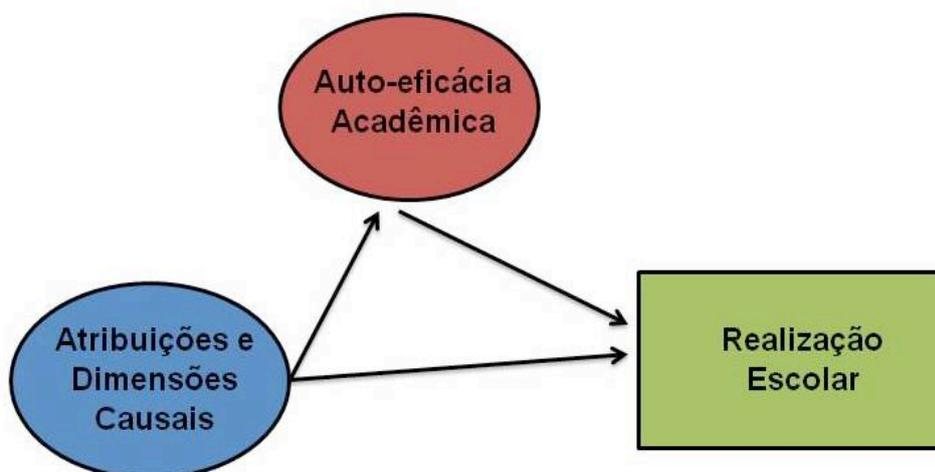 Auto-eficácia
Acadêmica
Atribuições e
Dimensões
Causais
Realização
Escolar